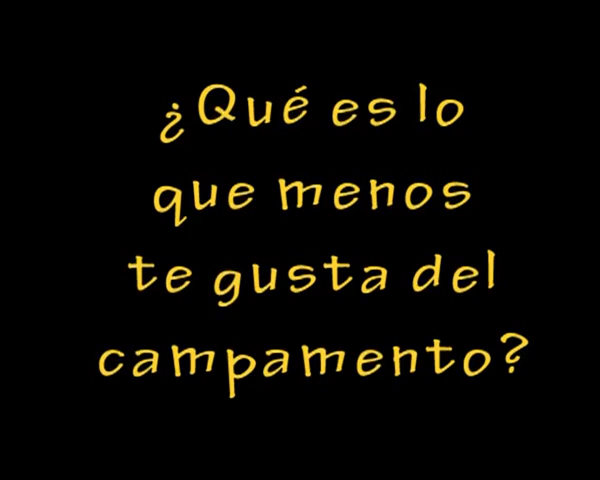 ¿Qué es lo
que menos
te gusta del
campamento?